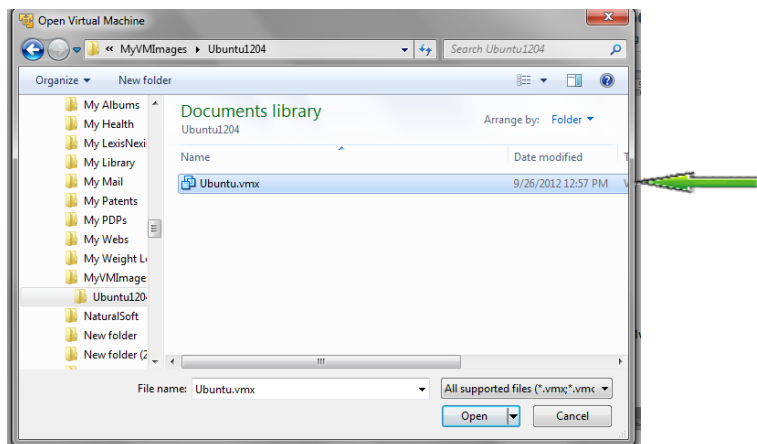 Open Virtual Machine
« MyVMImages Ubuntu1204
Search Ubuntu1204
Organize New folder
My Albums
My Health
My LexisNexi
My Library
My Mail
My Patents
My PDPs
My Webs
My Weight L
MyVMImage
Ubuntu120
NaturalSoft
New folder
New folder (2
Documents library
Ubuntu1204
Arrange by: Folder
Name Date modified
Ubuntu.vmx 9/26/2012 12:57 PM
File name: Ubuntu.vmx All supported files (*.vmx;*.vmc
Open Cancel